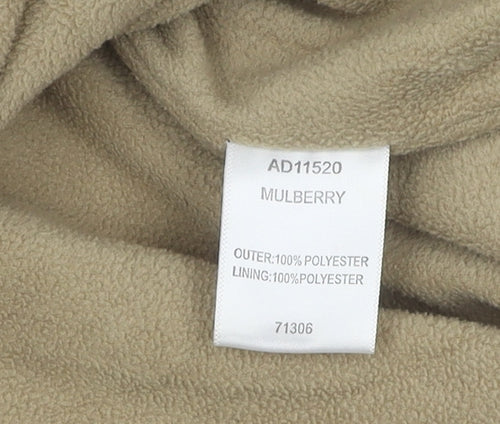 AD11520
MULBERRY
OUTER:100% POLYESTER
LINING:100%POLYESTER
71306